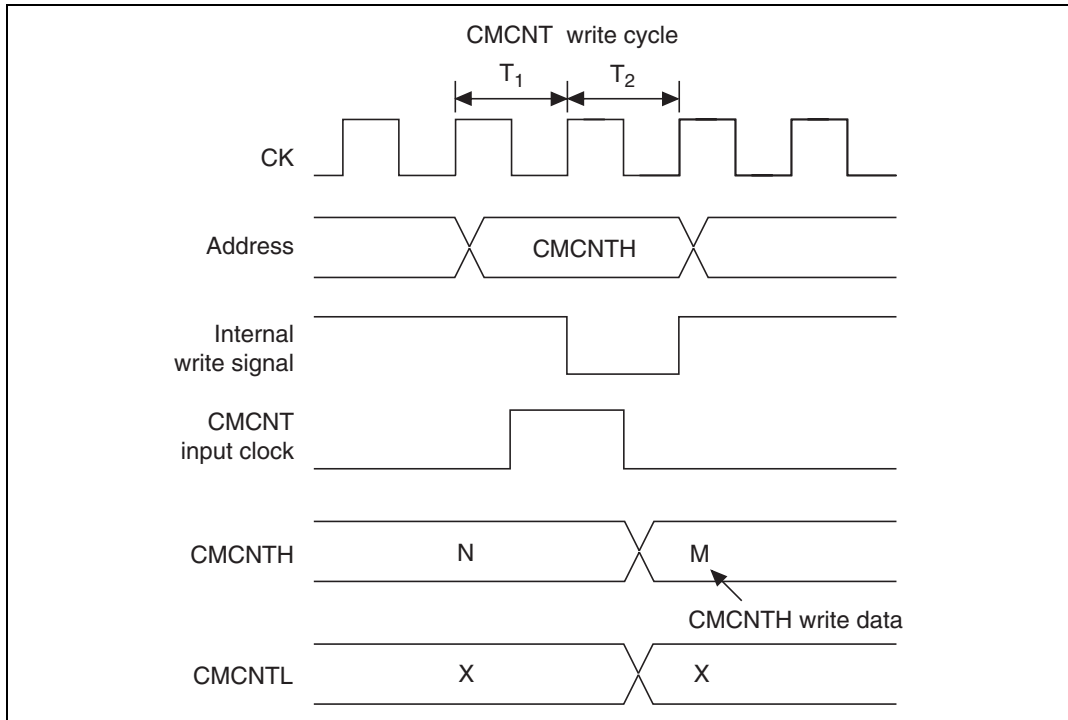 CMCNT write cycle
T1 T2
CK
Address CMCNTH
Internal
write signal
CMCNT
input clock
CMCNTH N M
CMCNTH write data
CMCNTL X X